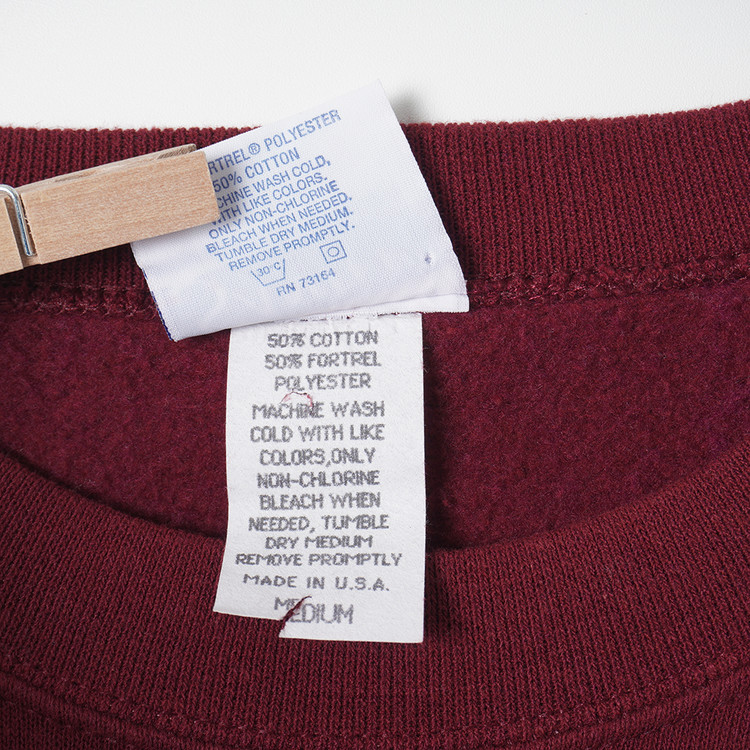 FORTREL® POLYESTER
50% COTTON
MACHINE WASH COLD,
WITH LIKE COLORS.
ONLY NON-CHLORINE
BLEACH WHEN NEEDED.
TUMBLE DRY MEDIUM.
REMOVE PROMPTLY.
30°C
RN 73164
50% COTTON
50% FORTREL
POLYESTER
MACHINE WASH
COLD WITH LIKE
COLORS,ONLY
NON-CHLORINE
BLEACH WHEN
NEEDED, TUMBLE
DRY MEDIUM
REMOVE PROMPTLY
MADE IN U.S.A.
MEDIUM